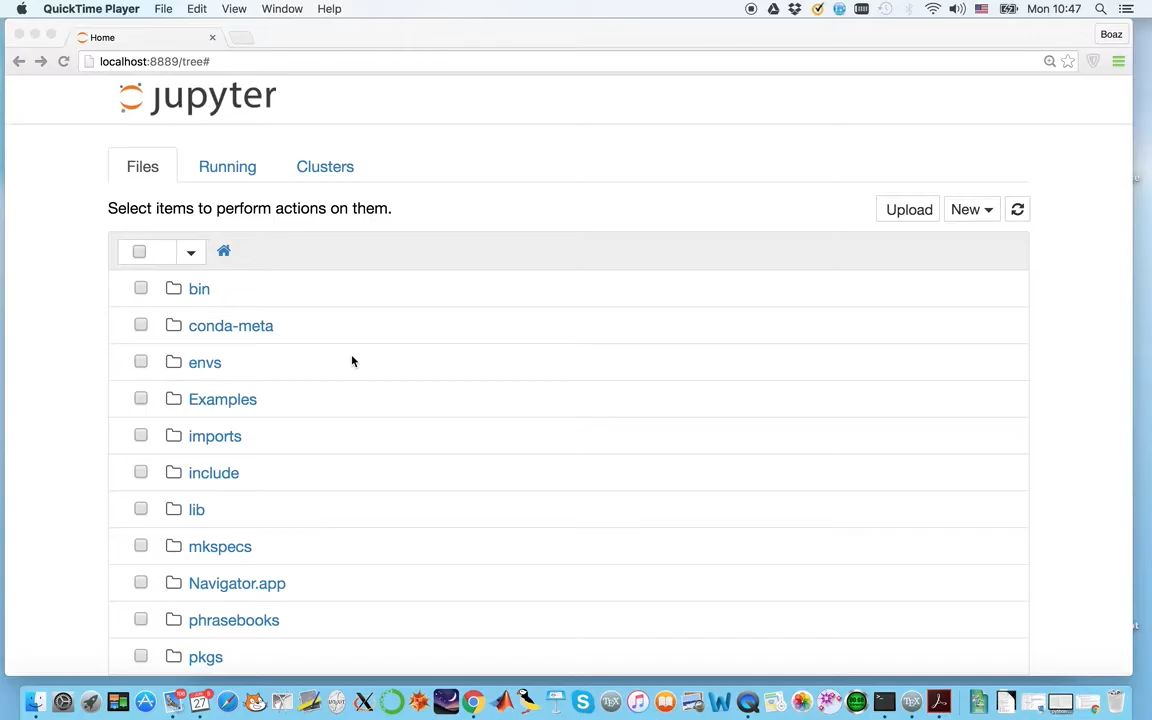 QuickTime Player File Edit View Window Help Mon 10:47
Home Boaz
localhost:8889/tree#
jupyter
Files Running Clusters
Select items to perform actions on them. Upload New
bin
conda-meta
envs
Examples
imports
include
lib
mkspecs
Navigator.app
phrasebooks
pkgs